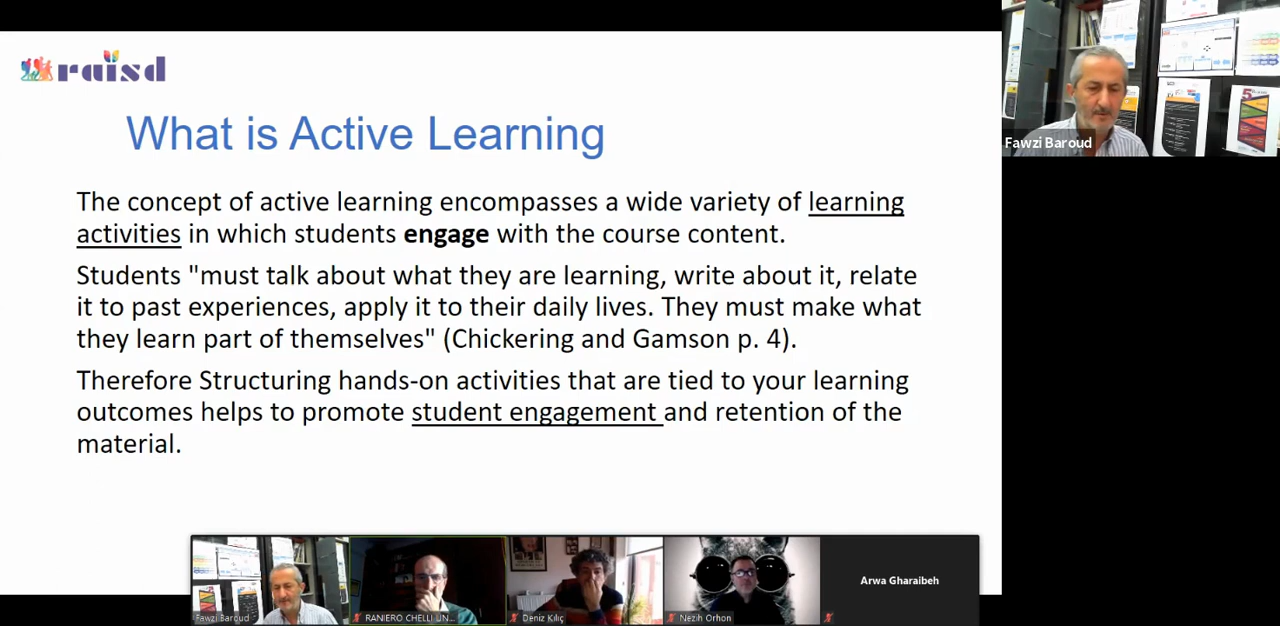 raisd
What is Active Learning
The concept of active learning encompasses a wide variety of learning
activities in which students engage with the course content.
Students "must talk about what they are learning, write about it, relate
it to past experiences, apply it to their daily lives. They must make what
they learn part of themselves" (Chickering and Gamson p. 4).
Therefore Structuring hands-on activities that are tied to your learning
outcomes helps to promote student engagement and retention of the
material.
Fawzi Baroud
Fawzi Baroud
RANIERO CHELLI UN...
Deniz Kılıç
Nezih Orhon
Arwa Gharaibeh